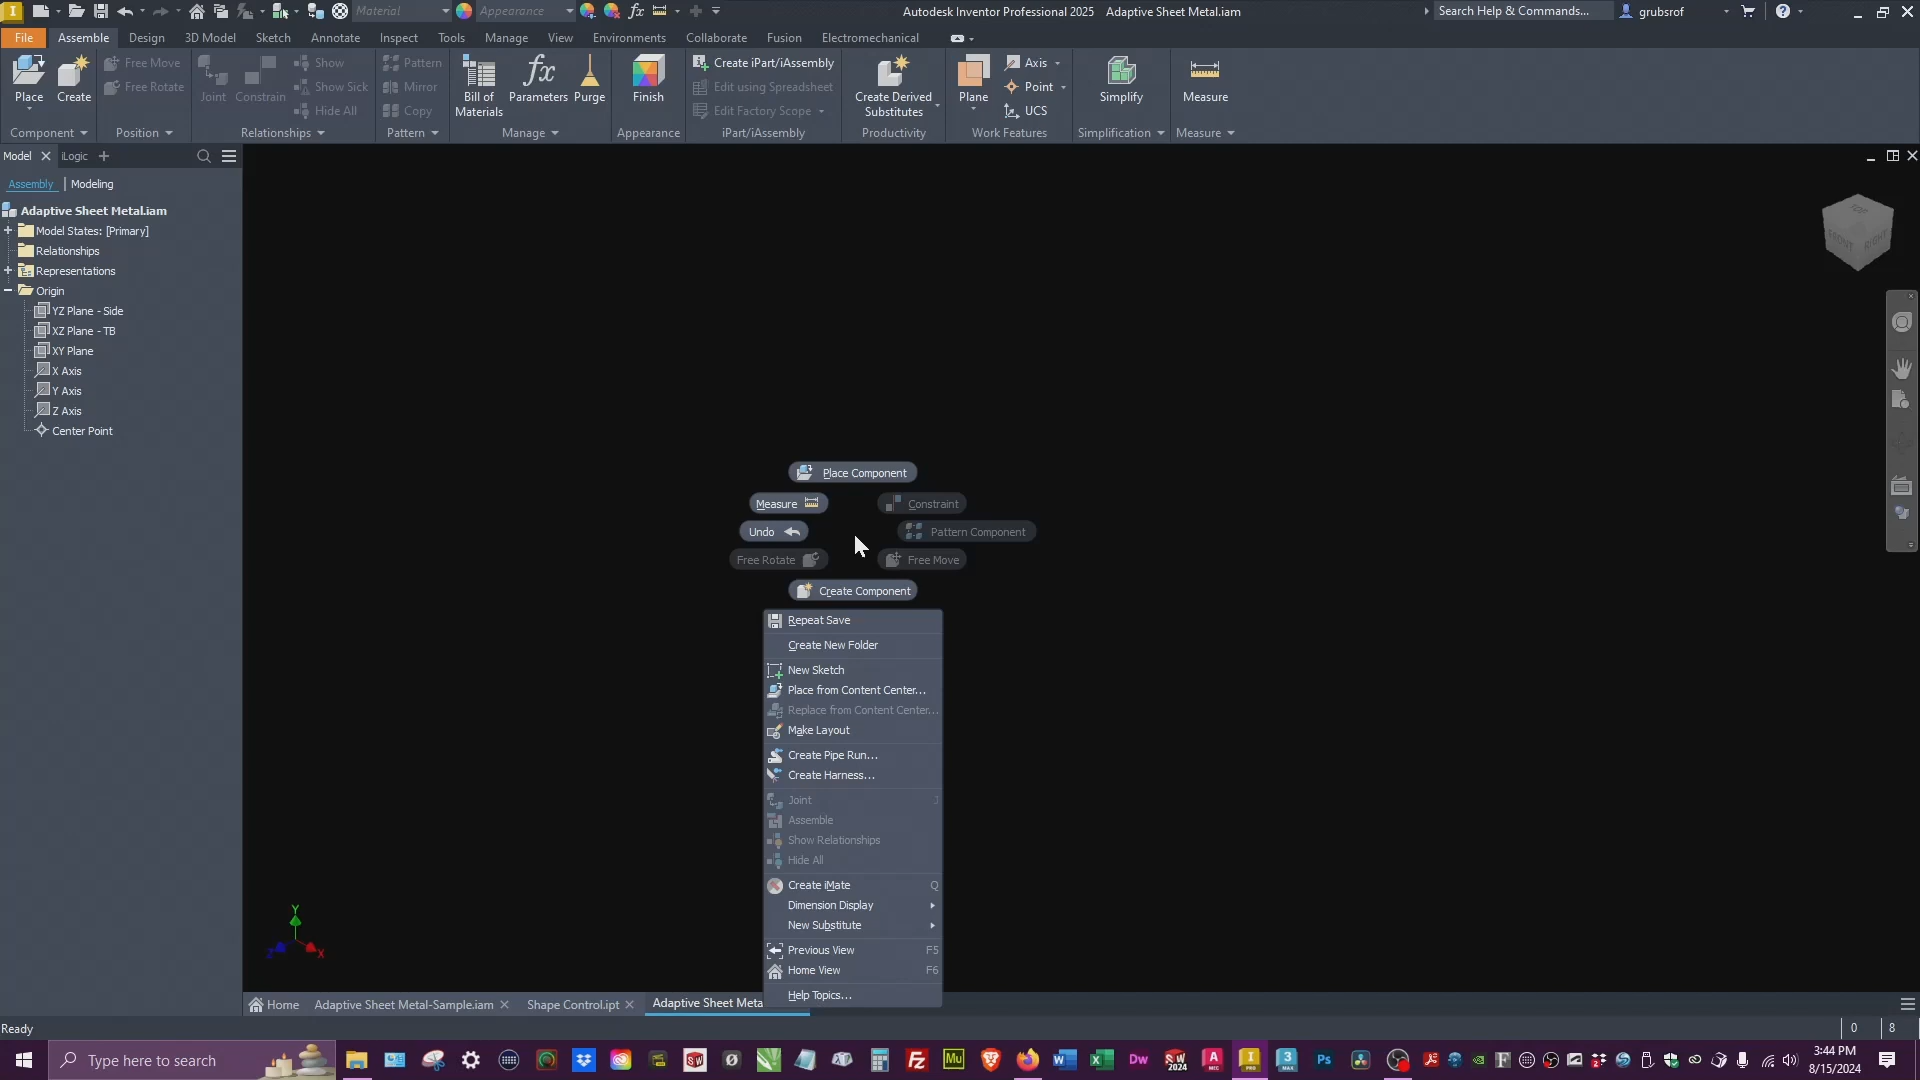 Material
Appearance
fx
Autodesk Inventor Professional 2025 Adaptive Sheet Metal.iam
Search Help & Commands...
grubsrof
File
Assemble
Design
3D Model
Sketch
Annotate
Inspect
Tools
Manage
View
Environments
Collaborate
Fusion
Electromechanical
Place
Create
Component
Free Move
Free Rotate
Position
Joint
Constrain
Show
Show Sick
Hide All
Relationships
Pattern
Mirror
Copy
Pattern
Bill of
Materials
fx
Parameters
Purge
Manage
Finish
Appearance
Create iPart/iAssembly
Edit using Spreadsheet
Edit Factory Scope
iPart/iAssembly
Create Derived
Substitutes
Productivity
Plane
Axis
Point
UCS
Work Features
Simplify
Simplification
Measure
Measure
Model
iLogic
Assembly
Modeling
Adaptive Sheet Metal.iam
Model States: [Primary]
Relationships
Representations
Origin
YZ Plane - Side
XZ Plane - TB
XY Plane
X Axis
Y Axis
Z Axis
Center Point
FRONT
RIGHT
Place Component
Measure
Constraint
Undo
Pattern Component
Free Rotate
Free Move
Create Component
Repeat Save
Create New Folder
New Sketch
Place from Content Center...
Replace from Content Center...
Make Layout
Create Pipe Run...
Create Harness...
Joint J
Assemble
Show Relationships
Hide All
Create iMate Q
Dimension Display
New Substitute
Previous View F5
Home View F6
Help Topics...
Y
Z
X
Home
Adaptive Sheet Metal-Sample.iam
Shape Control.ipt
Adaptive Sheet Meta
Ready
0
8
Type here to search
3:44 PM
8/15/2024